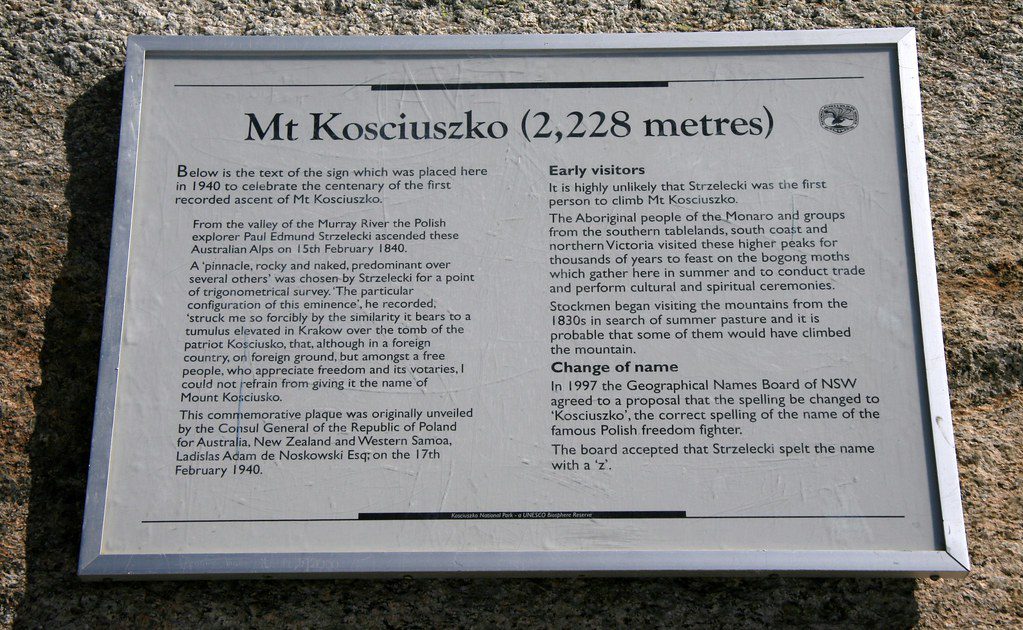 Mt Kosciuszko (2,228 metres)
Below is the text of the sign which was placed here
in 1940 to celebrate the centenary of the first
recorded ascent of Mt Kosciuszko.
From the valley of the Murray River the Polish
explorer Paul Edmund Strzelecki ascended these
Australian Alps on 15th February 1840.
A ‘pinnacle, rocky and naked, predominant over
several others’ was chosen by Strzelecki for a point
of trigonometrical survey. ‘The particular
configuration of this eminence’, he recorded,
‘struck me so forcibly by the similarity it bears to a
tumulus elevated in Krakow over the tomb of the
patriot Kosciusko, that, although in a foreign
country, on foreign ground, but amongst a free
people, who appreciate freedom and its votaries, I
could not refrain from giving it the name of
Mount Kosciusko.
This commemorative plaque was originally unveiled
by the Consul General of the Republic of Poland
for Australia, New Zealand and Western Samoa,
Ladislas Adam de Noskowski Esq; on the 17th
February 1940.
Early visitors
It is highly unlikely that Strzelecki was the first
person to climb Mt Kosciuszko.
The Aboriginal people of the Monaro and groups
from the southern tablelands, south coast and
northern Victoria visited these higher peaks for
thousands of years to feast on the bogong moths
which gather here in summer and to conduct trade
and perform cultural and spiritual ceremonies.
Stockmen began visiting the mountains from the
1830s in search of summer pasture and it is
probable that some of them would have climbed
the mountain.
Change of name
In 1997 the Geographical Names Board of NSW
agreed to a proposal that the spelling be changed to
‘Kosciuszko’, the correct spelling of the name of the
famous Polish freedom fighter.
The board accepted that Strzelecki spelt the name
with a ‘z’.
Kosciuszko National Park - a UNESCO Biosphere Reserve